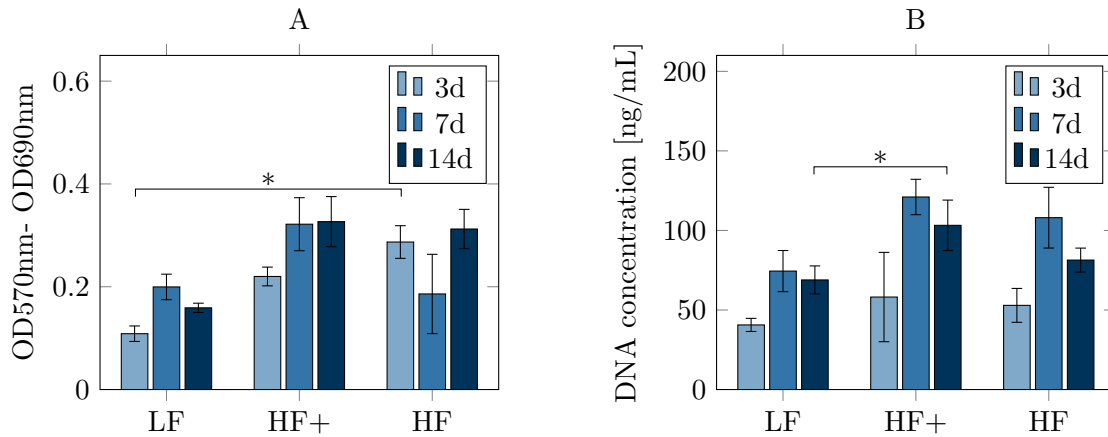 A
OD570nm- OD690nm
0.6
0.4
0.2
0
3d
7d
14d
*
LF HF+ HF
B
DNA concentration [ng/mL]
200
150
100
50
0
3d
7d
14d
*
LF HF+ HF